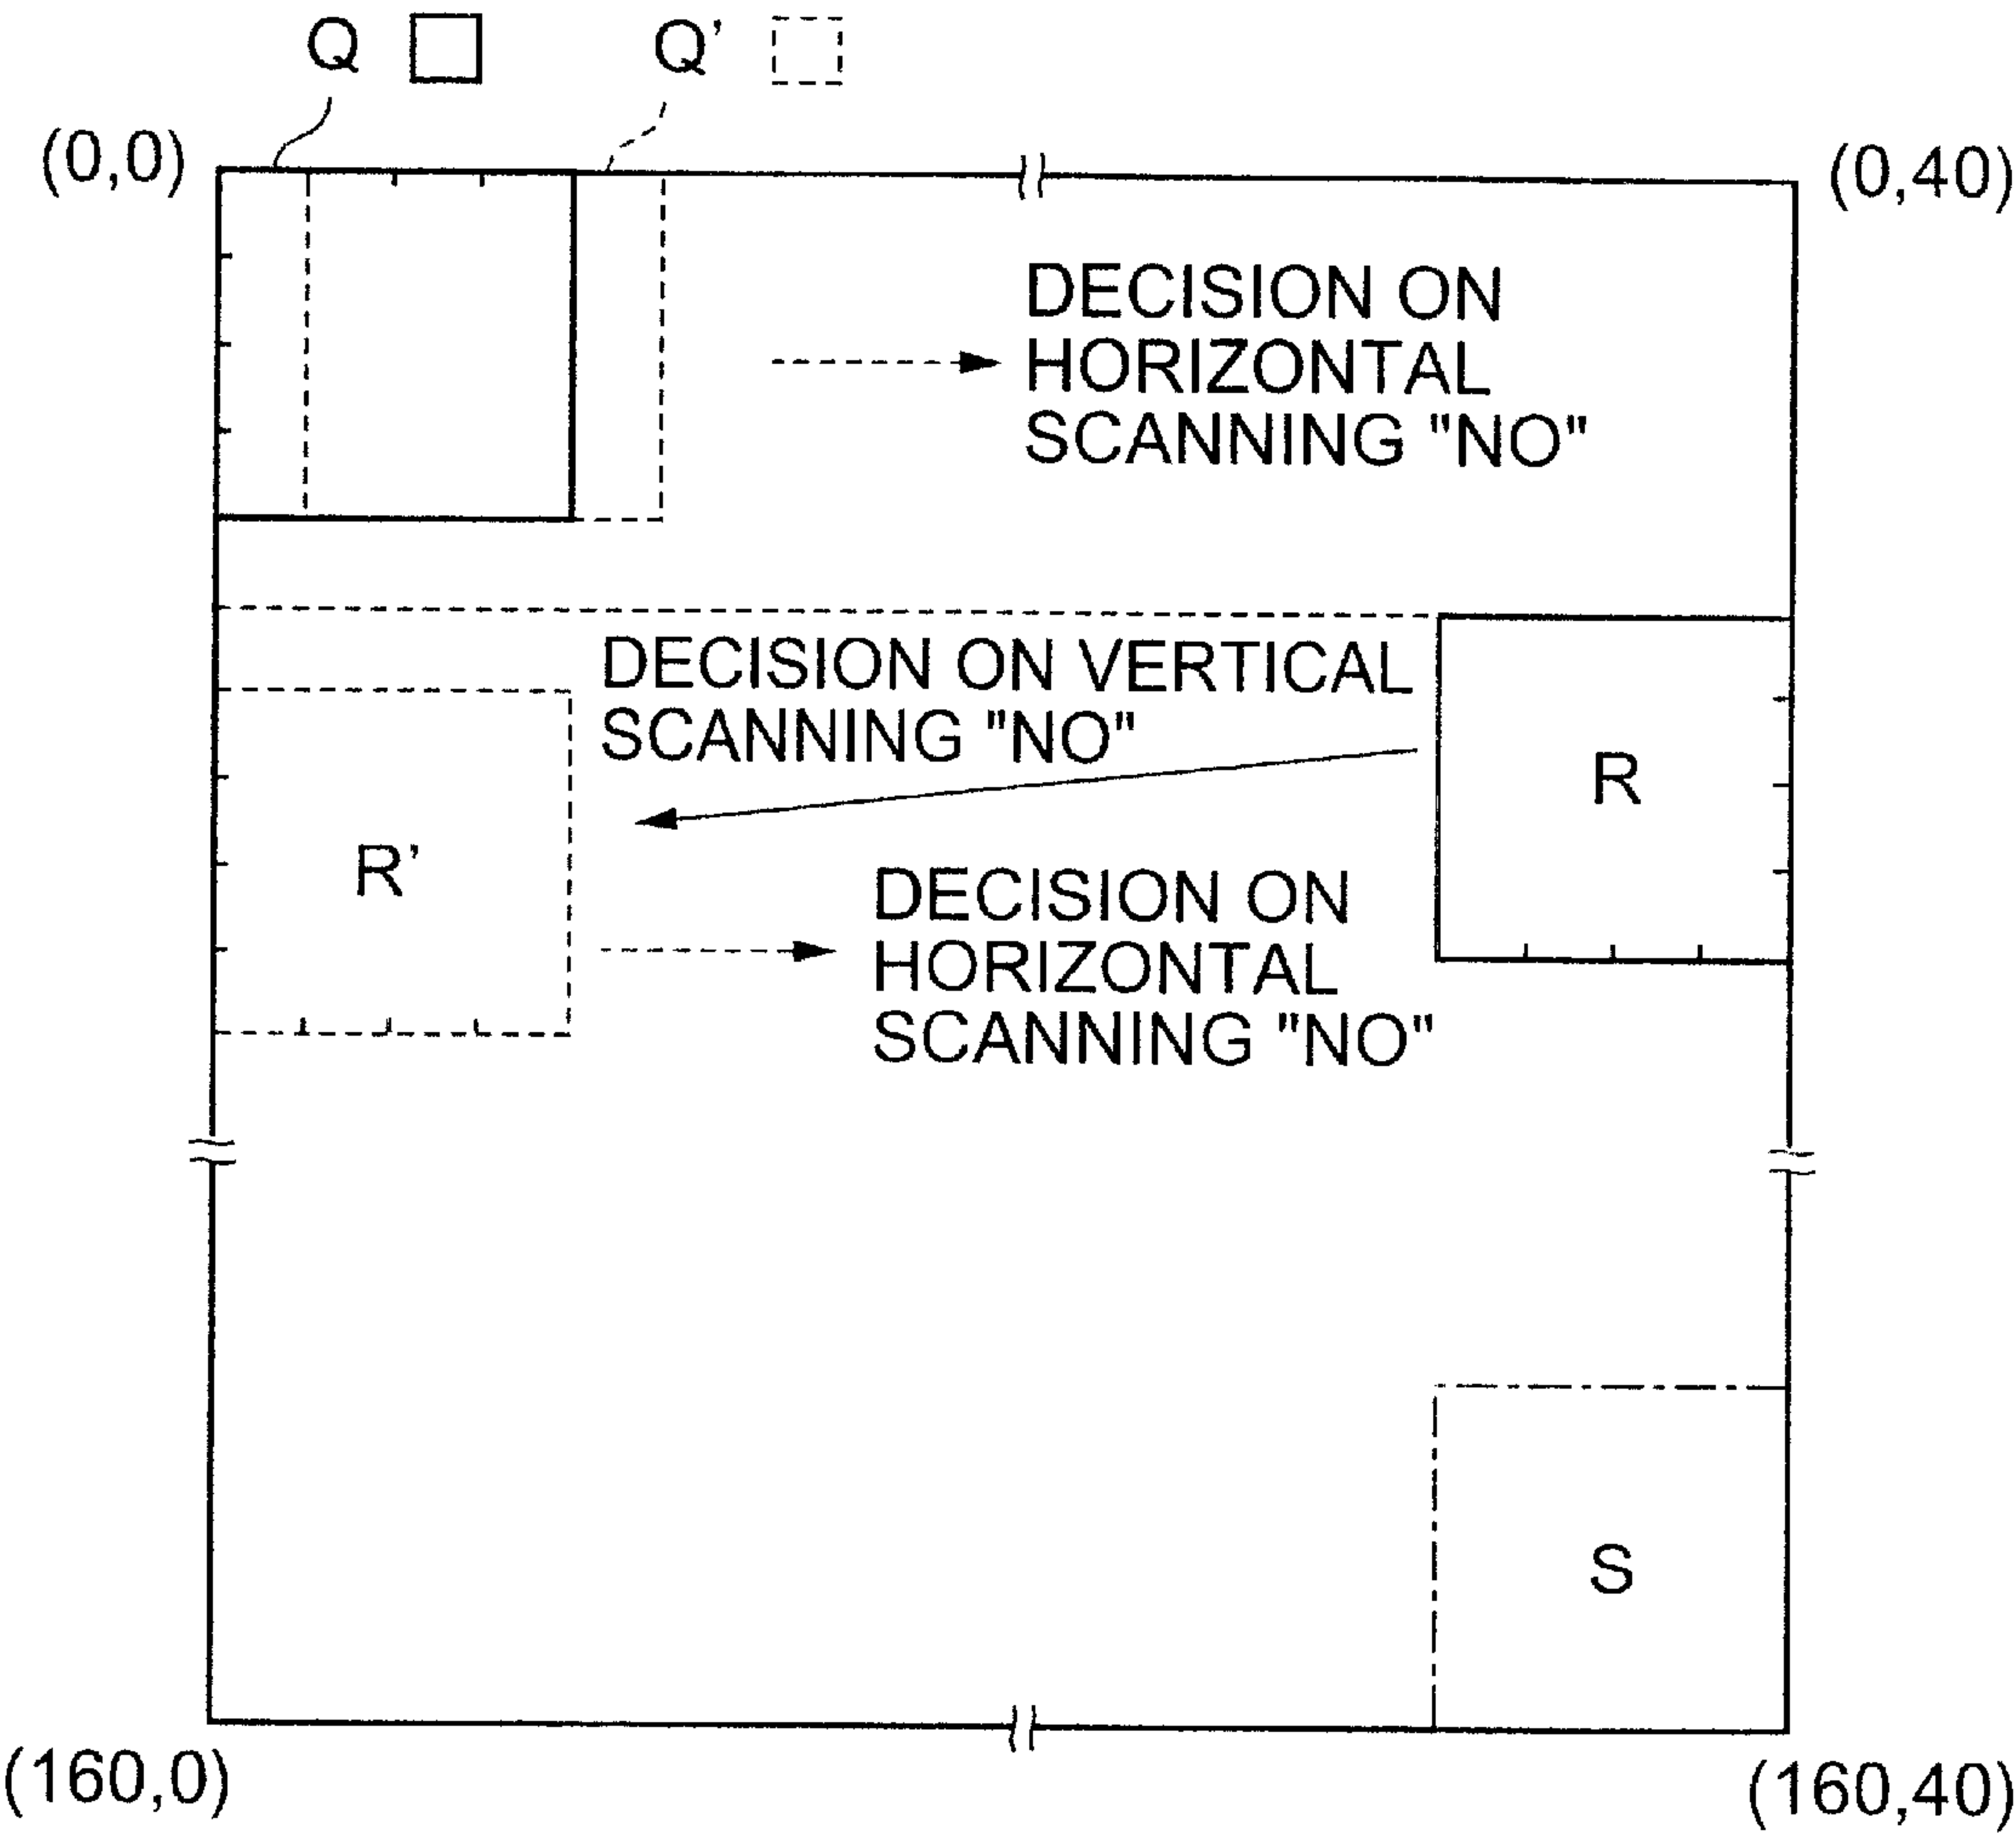 Q Q'
(0,0) (0,40)
DECISION ON
HORIZONTAL
SCANNING "NO"
DECISION ON VERTICAL
SCANNING "NO"
R
R'
DECISION ON
HORIZONTAL
SCANNING "NO"
S
(160,0) (160,40)